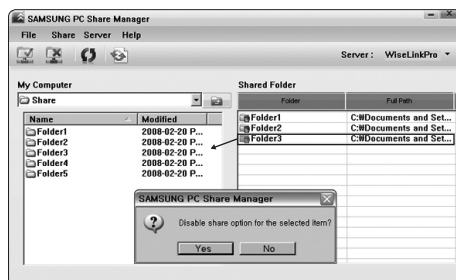 SAMSUNG PC Share Manager
File Share Server Help
Server : WiseLinkPro
My Computer
Shared Folder
Share
Folder Full Path
Name Modified
Folder1 2008-02-20 P...
Folder2 2008-02-20 P...
Folder3 2008-02-20 P...
Folder4 2008-02-20 P...
Folder5 2008-02-20 P...
Folder1 C:₩Documents and Set...
Folder2 C:₩Documents and Set...
Folder3 C:₩Documents and Set...
SAMSUNG PC Share Manager
Disable share option for the selected item?
Yes No